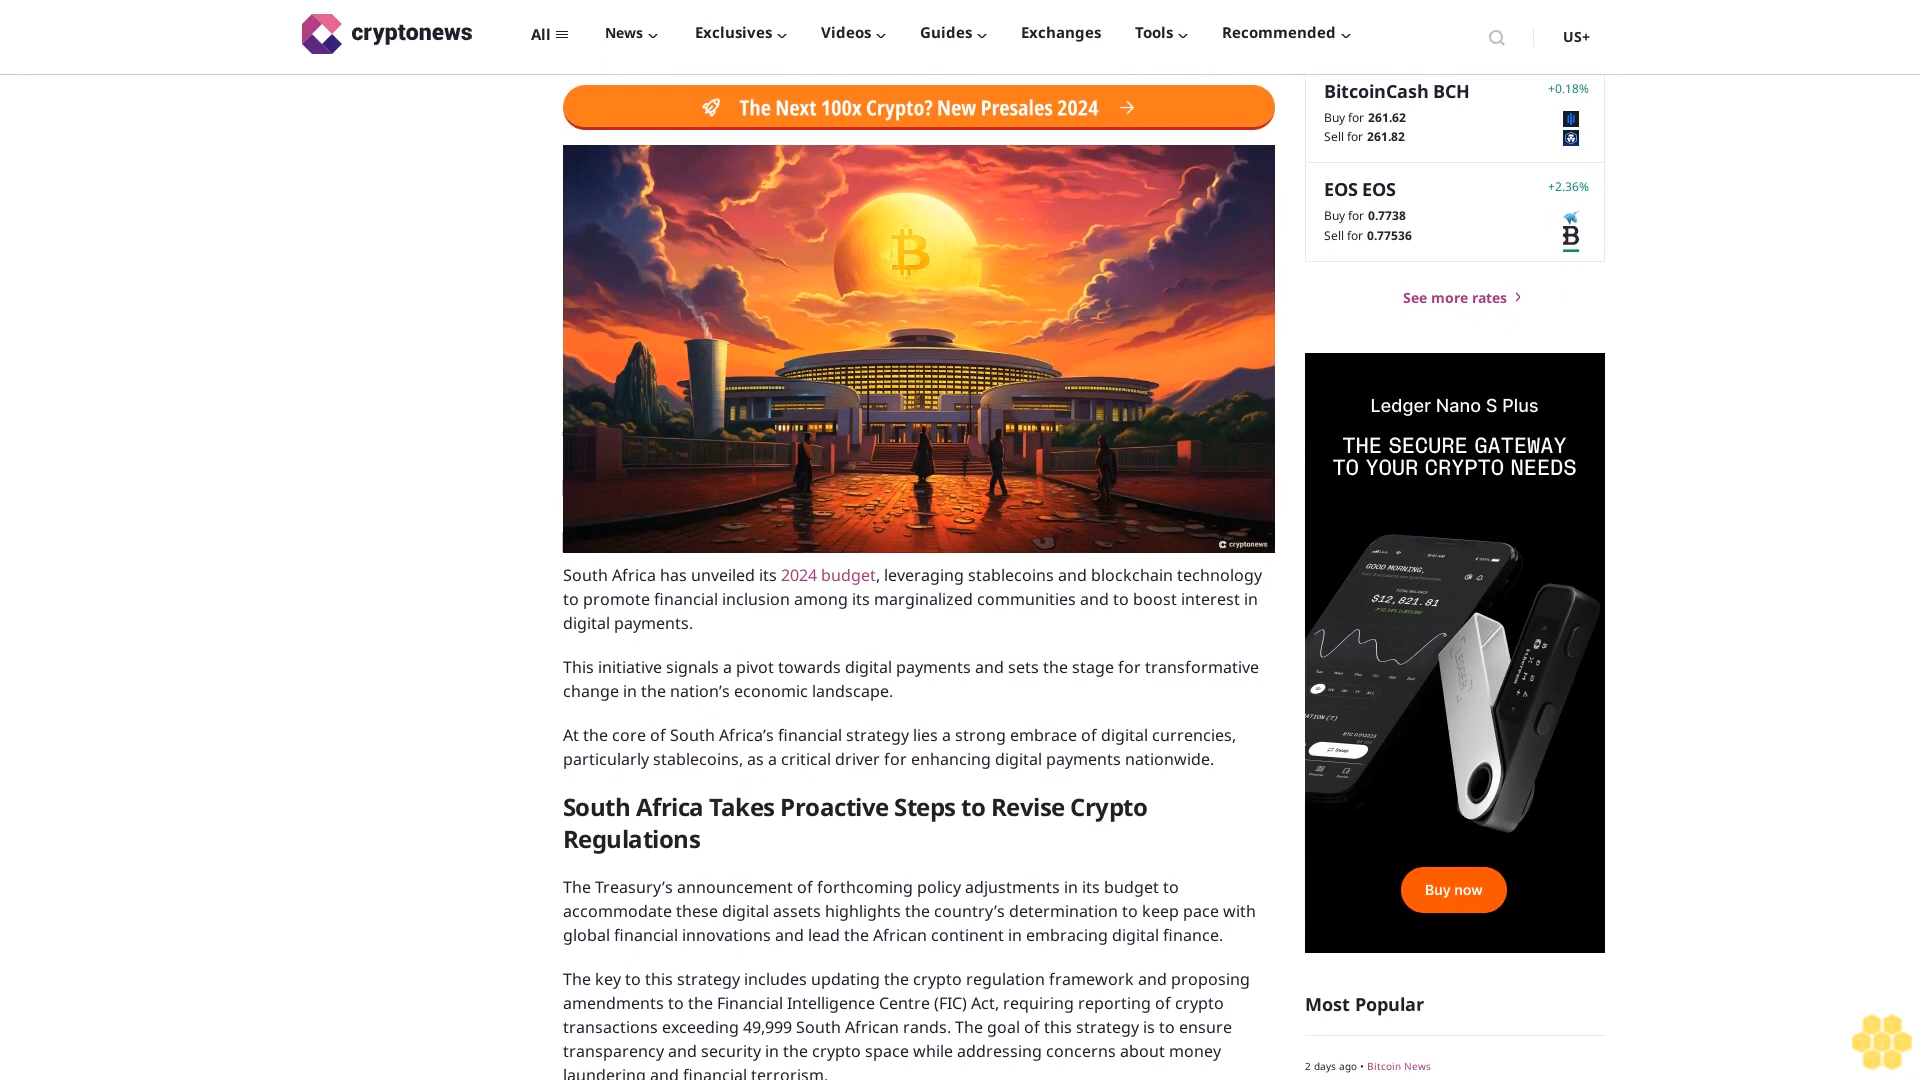 cryptonews
All
News
Exclusives
Videos
Guides
Exchanges
Tools
Recommended
US+
The Next 100x Crypto? New Presales 2024
cryptonews
South Africa has unveiled its 2024 budget, leveraging stablecoins and blockchain technology
to promote financial inclusion among its marginalized communities and to boost interest in
digital payments.
This initiative signals a pivot towards digital payments and sets the stage for transformative
change in the nation’s economic landscape.
At the core of South Africa’s financial strategy lies a strong embrace of digital currencies,
particularly stablecoins, as a critical driver for enhancing digital payments nationwide.
South Africa Takes Proactive Steps to Revise Crypto
Regulations
The Treasury’s announcement of forthcoming policy adjustments in its budget to
accommodate these digital assets highlights the country’s determination to keep pace with
global financial innovations and lead the African continent in embracing digital finance.
The key to this strategy includes updating the crypto regulation framework and proposing
amendments to the Financial Intelligence Centre (FIC) Act, requiring reporting of crypto
transactions exceeding 49,999 South African rands. The goal of this strategy is to ensure
transparency and security in the crypto space while addressing concerns about money
laundering and financial terrorism.
BitcoinCash BCH
+0.18%
Buy for 261.62
Sell for 261.82
EOS EOS
+2.36%
Buy for 0.7738
Sell for 0.77536
See more rates
Ledger Nano S Plus
THE SECURE GATEWAY
TO YOUR CRYPTO NEEDS
GOOD MORNING,
TOTAL BALANCE
$12,821.81
Swap
LEDGER
Buy now
Most Popular
2 days ago • Bitcoin News